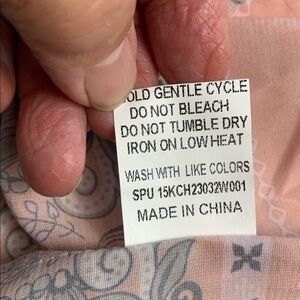 OLD GENTLE CYCLE
DO NOT BLEACH
DO NOT TUMBLE DRY
IRON ON LOW HEAT
WASH WITH LIKE COLORS
SPU 15KCH23032W001
MADE IN CHINA